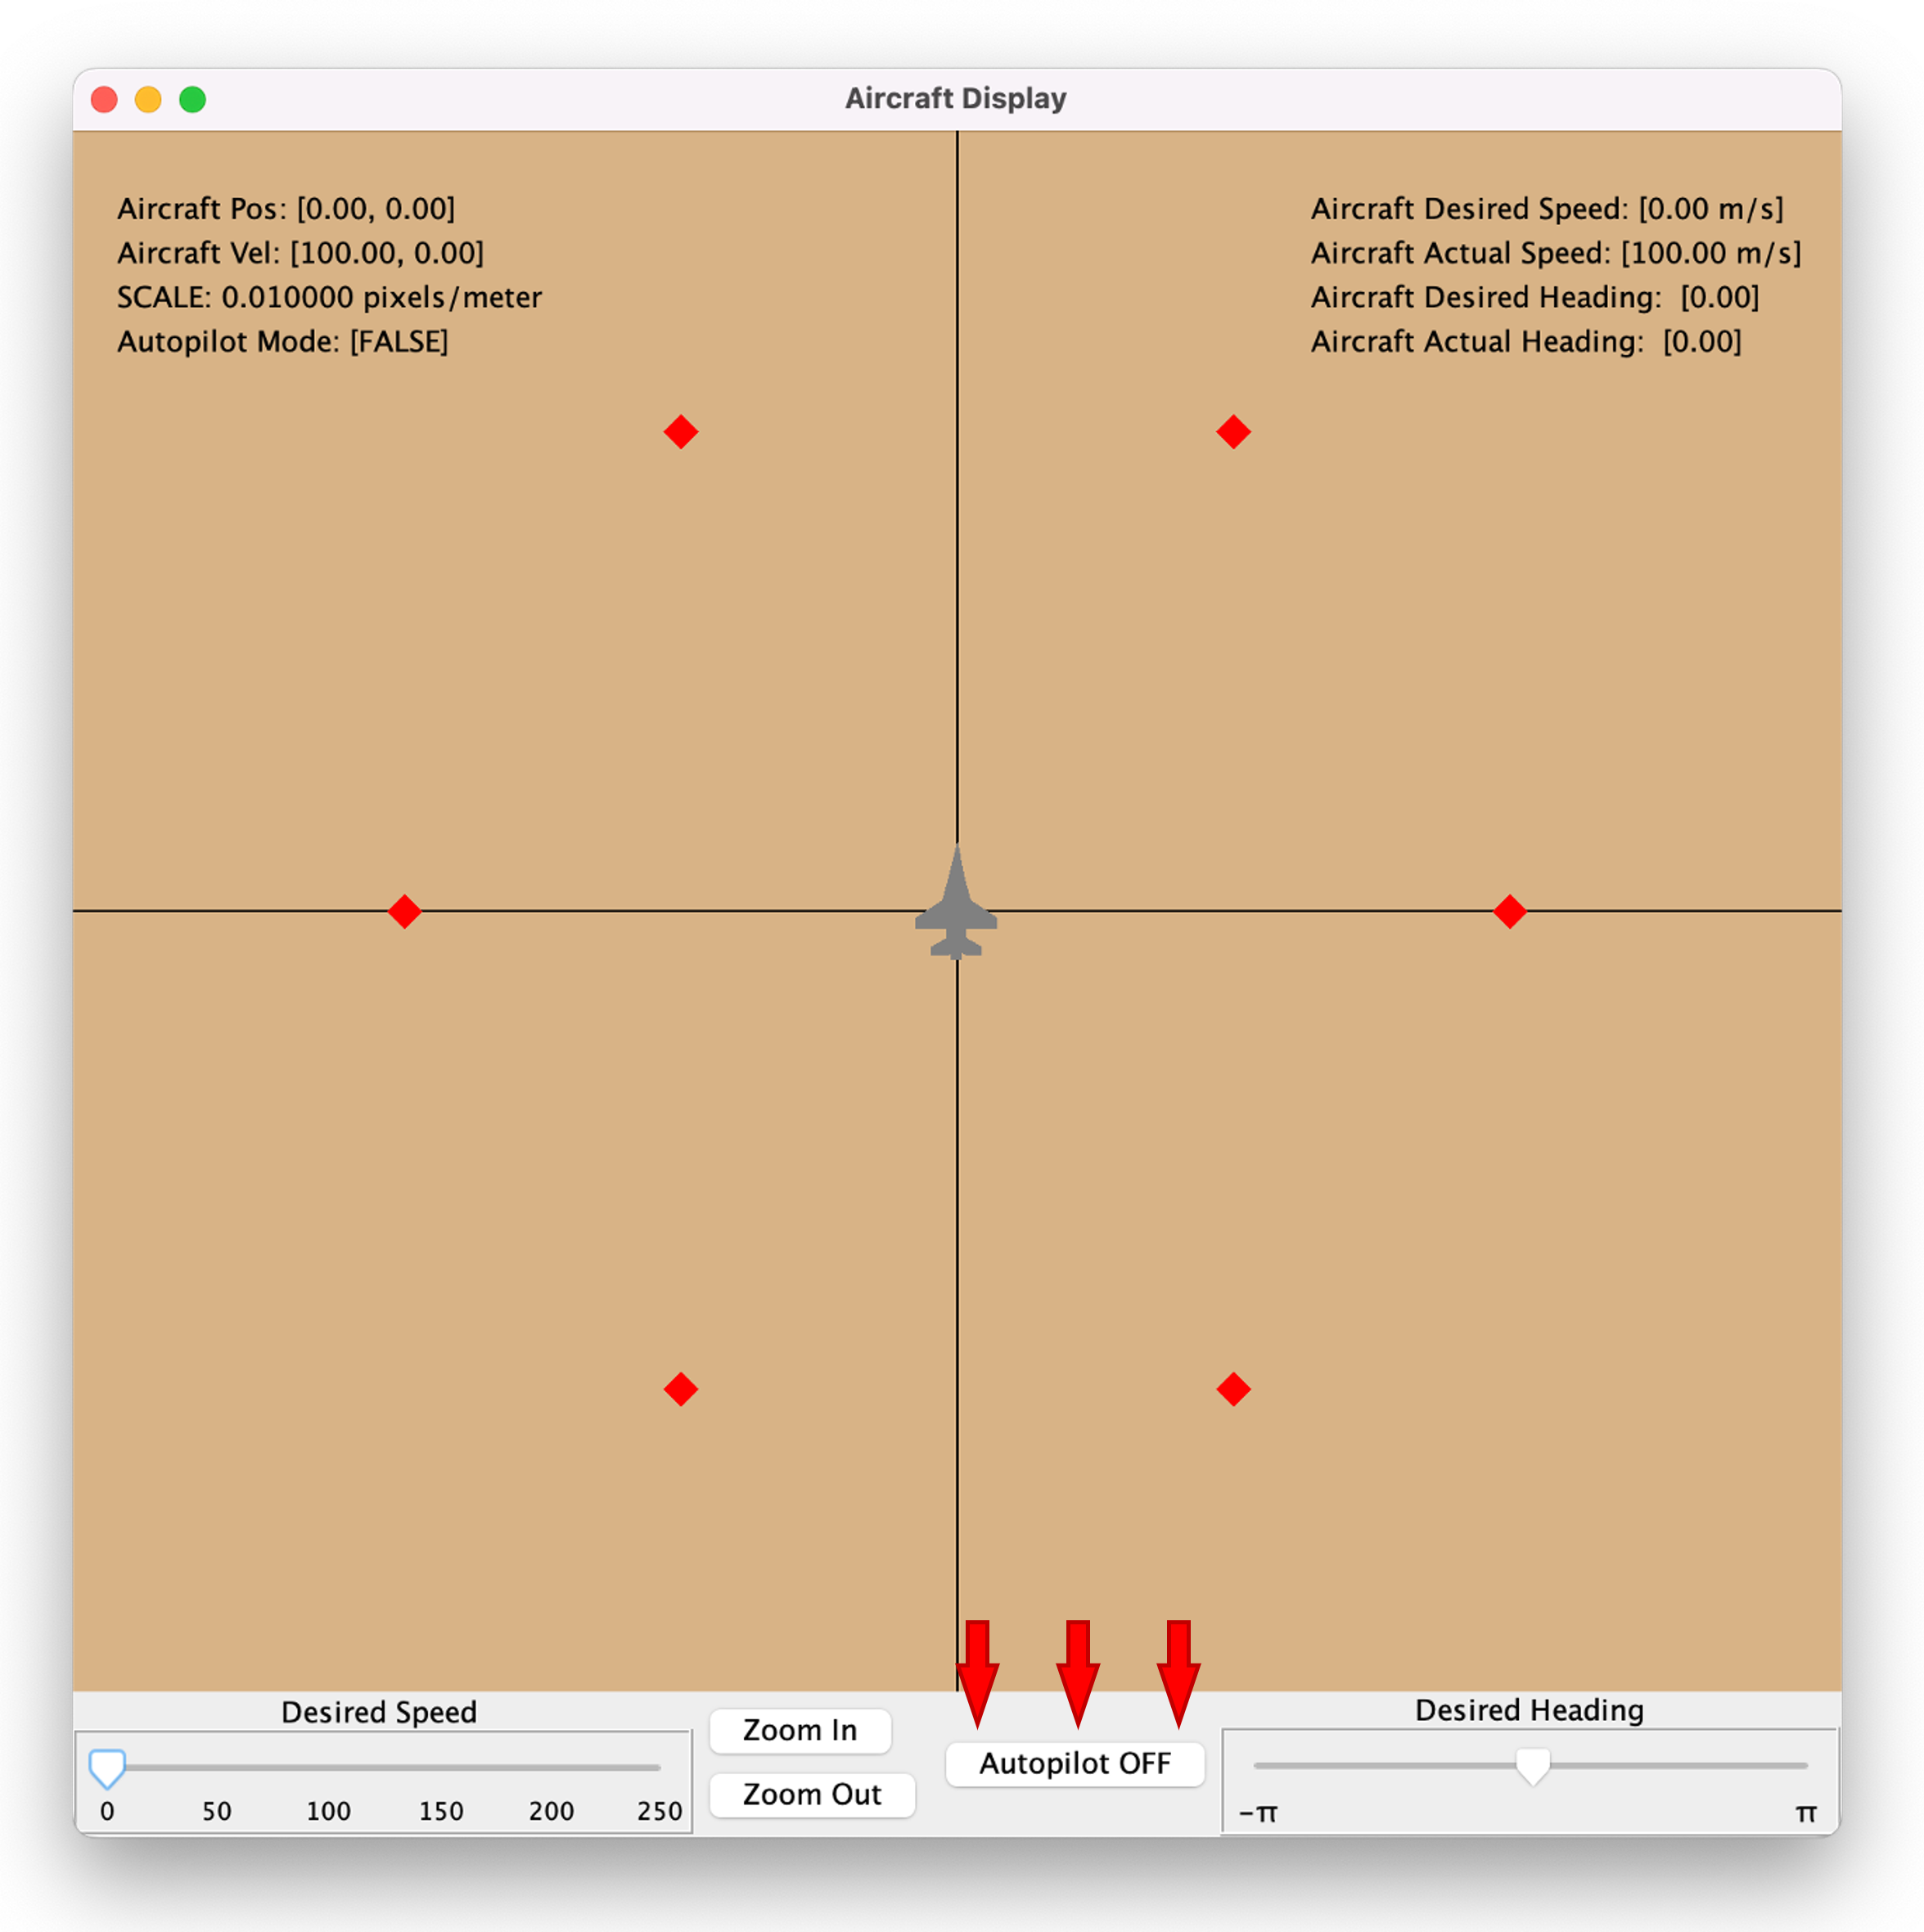 Aircraft Display
Aircraft Pos: [0.00, 0.00]
Aircraft Vel: [100.00, 0.00]
SCALE: 0.010000 pixels/meter
Autopilot Mode: [FALSE]
Aircraft Desired Speed: [0.00 m/s]
Aircraft Actual Speed: [100.00 m/s]
Aircraft Desired Heading:  [0.00]
Aircraft Actual Heading:  [0.00]
Desired Speed
0 50 100 150 200 250
Zoom In
Zoom Out
Autopilot OFF
Desired Heading
-π π